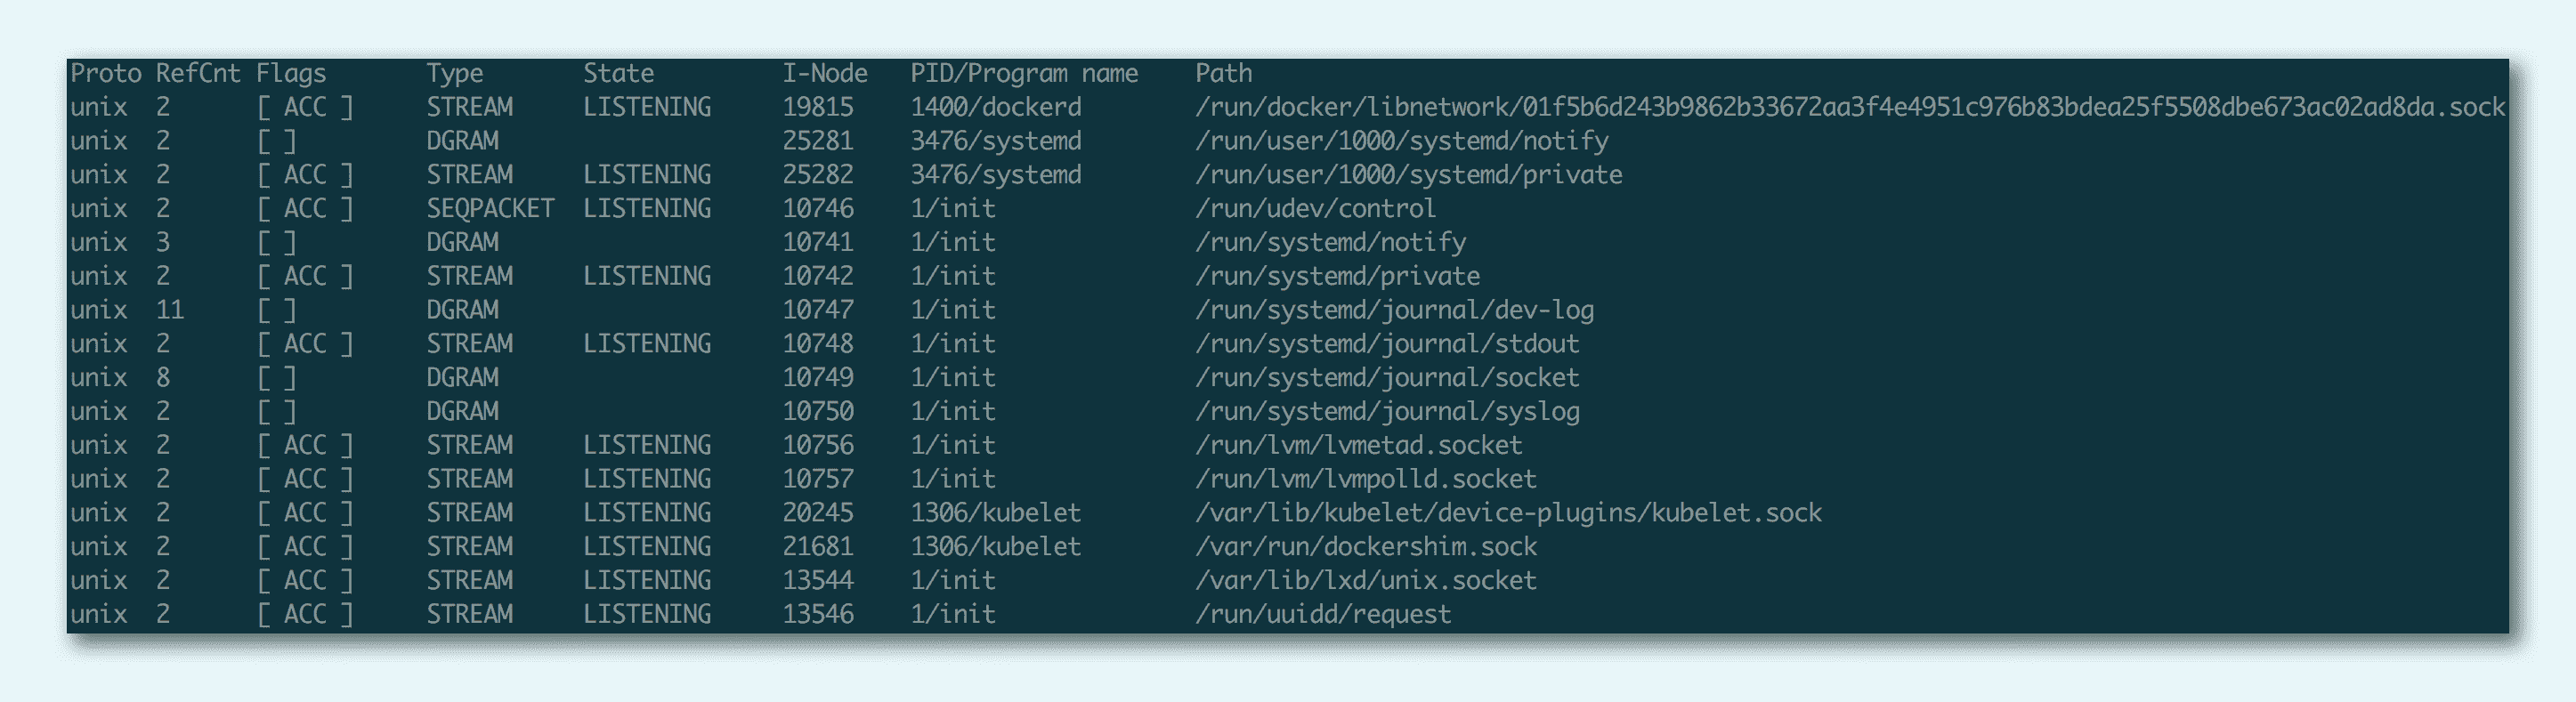 Proto RefCnt Flags       Type       State         I-Node   PID/Program name    Path
unix  2      [ ACC ]     STREAM     LISTENING     19815    1400/dockerd        /run/docker/libnetwork/01f5b6d243b9862b33672aa3f4e4951c976b83bdea25f5508dbe673ac02ad8da.sock
unix  2      [ ]         DGRAM                    25281    3476/systemd        /run/user/1000/systemd/notify
unix  2      [ ACC ]     STREAM     LISTENING     25282    3476/systemd        /run/user/1000/systemd/private
unix  2      [ ACC ]     SEQPACKET  LISTENING     10746    1/init              /run/udev/control
unix  3      [ ]         DGRAM                    10741    1/init              /run/systemd/notify
unix  2      [ ACC ]     STREAM     LISTENING     10742    1/init              /run/systemd/private
unix  11     [ ]         DGRAM                    10747    1/init              /run/systemd/journal/dev-log
unix  2      [ ACC ]     STREAM     LISTENING     10748    1/init              /run/systemd/journal/stdout
unix  8      [ ]         DGRAM                    10749    1/init              /run/systemd/journal/socket
unix  2      [ ]         DGRAM                    10750    1/init              /run/systemd/journal/syslog
unix  2      [ ACC ]     STREAM     LISTENING     10756    1/init              /run/lvm/lvmetad.socket
unix  2      [ ACC ]     STREAM     LISTENING     10757    1/init              /run/lvm/lvmpolld.socket
unix  2      [ ACC ]     STREAM     LISTENING     20245    1306/kubelet        /var/lib/kubelet/device-plugins/kubelet.sock
unix  2      [ ACC ]     STREAM     LISTENING     21681    1306/kubelet        /var/run/dockershim.sock
unix  2      [ ACC ]     STREAM     LISTENING     13544    1/init              /var/lib/lxd/unix.socket
unix  2      [ ACC ]     STREAM     LISTENING     13546    1/init              /run/uuidd/request